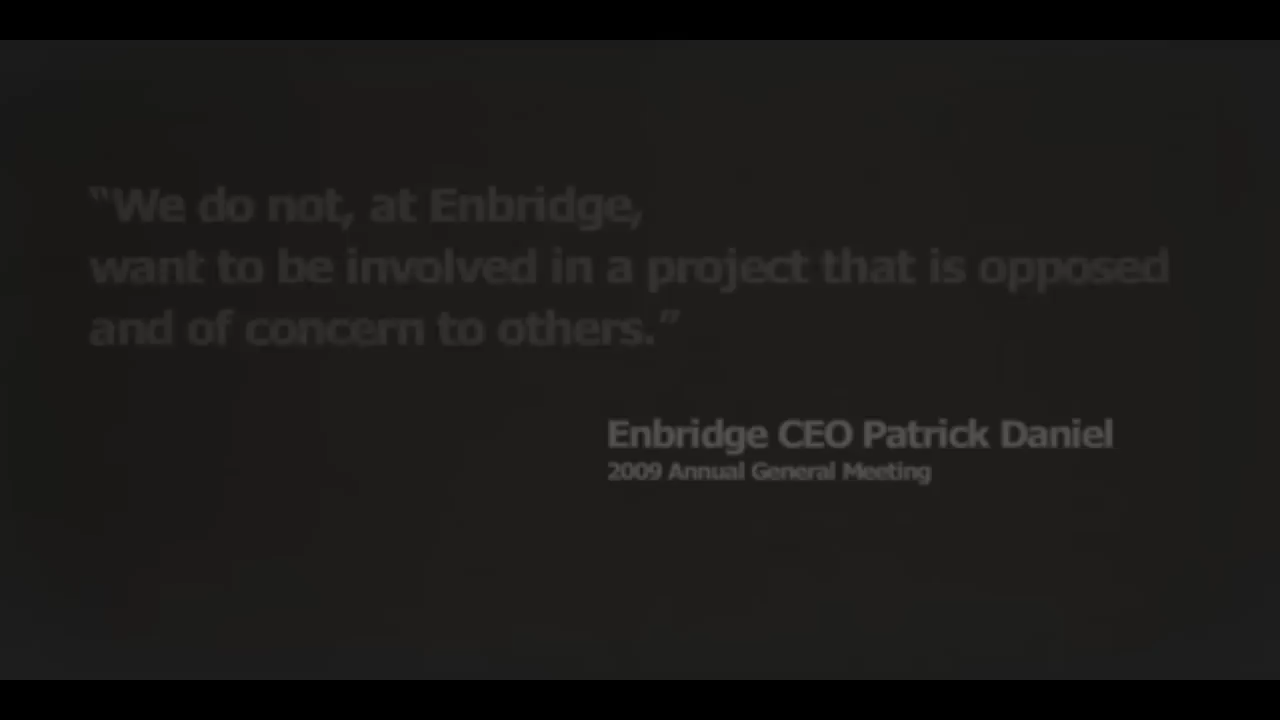 “We do not, at Enbridge,
want to be involved in a project that is opposed
and of concern to others.”
Enbridge CEO Patrick Daniel
2009 Annual General Meeting